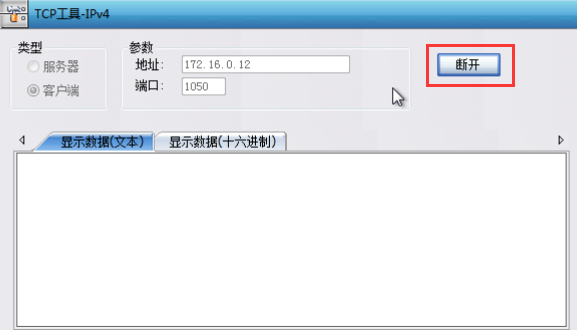 TCP工具-IPv4
类型
服务器
客户端
参数
地址: 172.16.0.12
端口: 1050
断开
显示数据(文本) 显示数据(十六进制)